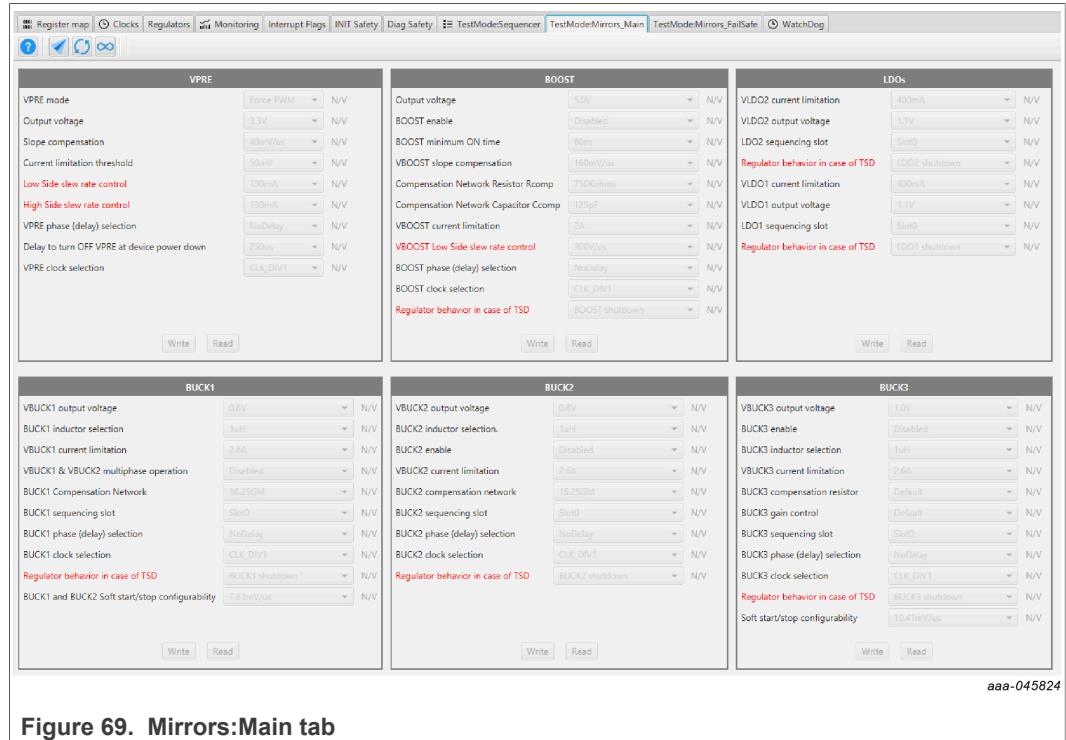 Register map Clocks Regulators Monitoring Interrupt Flags INIT Safety Diag Safety TestMode:Sequencer TestMode:Mirrors_Main TestMode:Mirrors_FailSafe WatchDog
VPRE
VPRE mode Force PWM N/V
Output voltage 3.3V N/V
Slope compensation 40mV/us N/V
Current limitation threshold 50mV N/V
Low Side slew rate control 130mA N/V
High Side slew rate control 130mA N/V
VPRE phase (delay) selection NoDelay N/V
Delay to turn OFF VPRE at device power down 250us N/V
VPRE clock selection CLK_DIV1 N/V
Write Read
BOOST
Output voltage 5.0V N/V
BOOST enable Disabled N/V
BOOST minimum ON time 60ns N/V
VBOOST slope compensation 160mV/us N/V
Compensation Network Resistor Rcomp 750Kohms N/V
Compensation Network Capacitor Ccomp 125pF N/V
VBOOST current limitation 2A N/V
VBOOST Low Side slew rate control 300V/us N/V
BOOST phase (delay) selection NoDelay N/V
BOOST clock selection CLK_DIV1 N/V
Regulator behavior in case of TSD BOOST shutdown N/V
Write Read
LDOs
VLDO2 current limitation 400mA N/V
VLDO2 output voltage 1.1V N/V
LDO2 sequencing slot Slot0 N/V
Regulator behavior in case of TSD LDO2 shutdown N/V
VLDO1 current limitation 400mA N/V
VLDO1 output voltage 1.1V N/V
LDO1 sequencing slot Slot0 N/V
Regulator behavior in case of TSD LDO1 shutdown N/V
Write Read
BUCK1
VBUCK1 output voltage 0.8V N/V
BUCK1 inductor selection 1uH N/V
VBUCK1 current limitation 2.6A N/V
VBUCK1 & VBUCK2 multiphase operation Disabled N/V
BUCK1 Compensation Network 16.25GM N/V
BUCK1 sequencing slot Slot0 N/V
BUCK1 phase (delay) selection NoDelay N/V
BUCK1 clock selection CLK_DIV1 N/V
Regulator behavior in case of TSD BUCK1 shutdown N/V
BUCK1 and BUCK2 Soft start/stop configurability 7.81mV/us N/V
Write Read
BUCK2
VBUCK2 output voltage 0.8V N/V
BUCK2 inductor selection. 1uH N/V
BUCK2 enable Disabled N/V
VBUCK2 current limitation 2.6A N/V
BUCK2 compensation network 16.25GM N/V
BUCK2 sequencing slot Slot0 N/V
BUCK2 phase (delay) selection NoDelay N/V
BUCK2 clock selection CLK_DIV1 N/V
Regulator behavior in case of TSD BUCK2 shutdown N/V
Write Read
BUCK3
VBUCK3 output voltage 1.0V N/V
BUCK3 enable Disabled N/V
BUCK3 inductor selection 1uH N/V
VBUCK3 current limitation 2.6A N/V
BUCK3 compensation resistor Default N/V
BUCK3 gain control Default N/V
BUCK3 sequencing slot Slot0 N/V
BUCK3 phase (delay) selection NoDelay N/V
BUCK3 clock selection CLK_DIV1 N/V
Regulator behavior in case of TSD BUCK3 shutdown N/V
Soft start/stop configurability 10.41mV/us N/V
Write Read
aaa-045824
Figure 69. Mirrors:Main tab